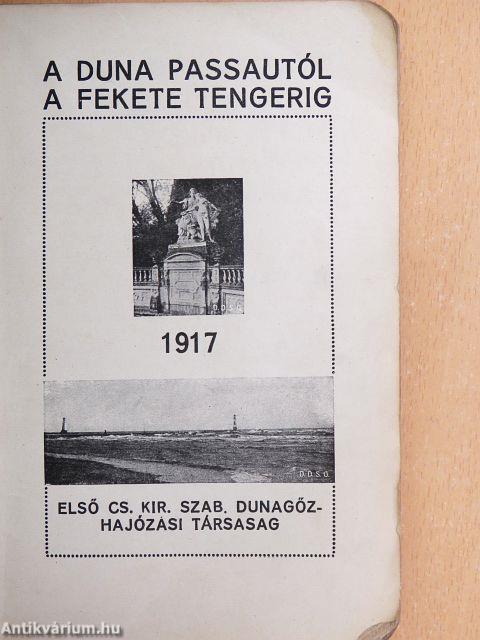 A DUNA PASSAUTÓL
A FEKETE TENGERIG
D.D.S.G.
1917
D.D.S.G.
ELSŐ CS. KIR. SZAB. DUNAGŐZ-
HAJÓZÁSI TÁRSASAG
Antikvárium.hu